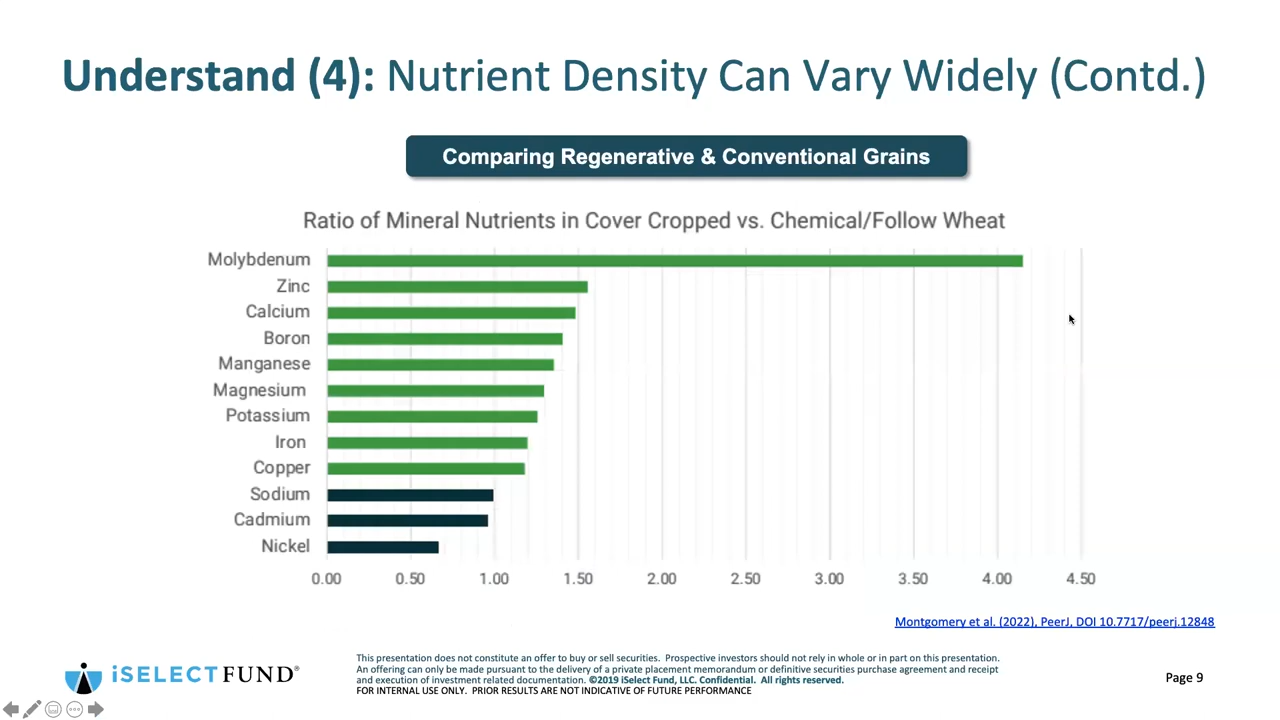 Understand (4): Nutrient Density Can Vary Widely (Contd.)
Comparing Regenerative & Conventional Grains
Ratio of Mineral Nutrients in Cover Cropped vs. Chemical/Follow Wheat
Molybdenum
Zinc
Calcium
Boron
Manganese
Magnesium
Potassium
Iron
Copper
Sodium
Cadmium
Nickel
0.00 0.50 1.00 1.50 2.00 2.50 3.00 3.50 4.00 4.50
Montgomery et al. (2022), PeerJ, DOI 10.7717/peerj.12848
iSELECTFUND®
This presentation does not constitute an offer to buy or sell securities. Prospective investors should not rely in whole or in part on this presentation.
An offering can only be made pursuant to the delivery of a private placement memorandum or definitive securities purchase agreement and receipt
and execution of investment related documentation. ©2019 iSelect Fund, LLC. Confidential. All rights reserved.
FOR INTERNAL USE ONLY. PRIOR RESULTS ARE NOT INDICATIVE OF FUTURE PERFORMANCE
Page 9